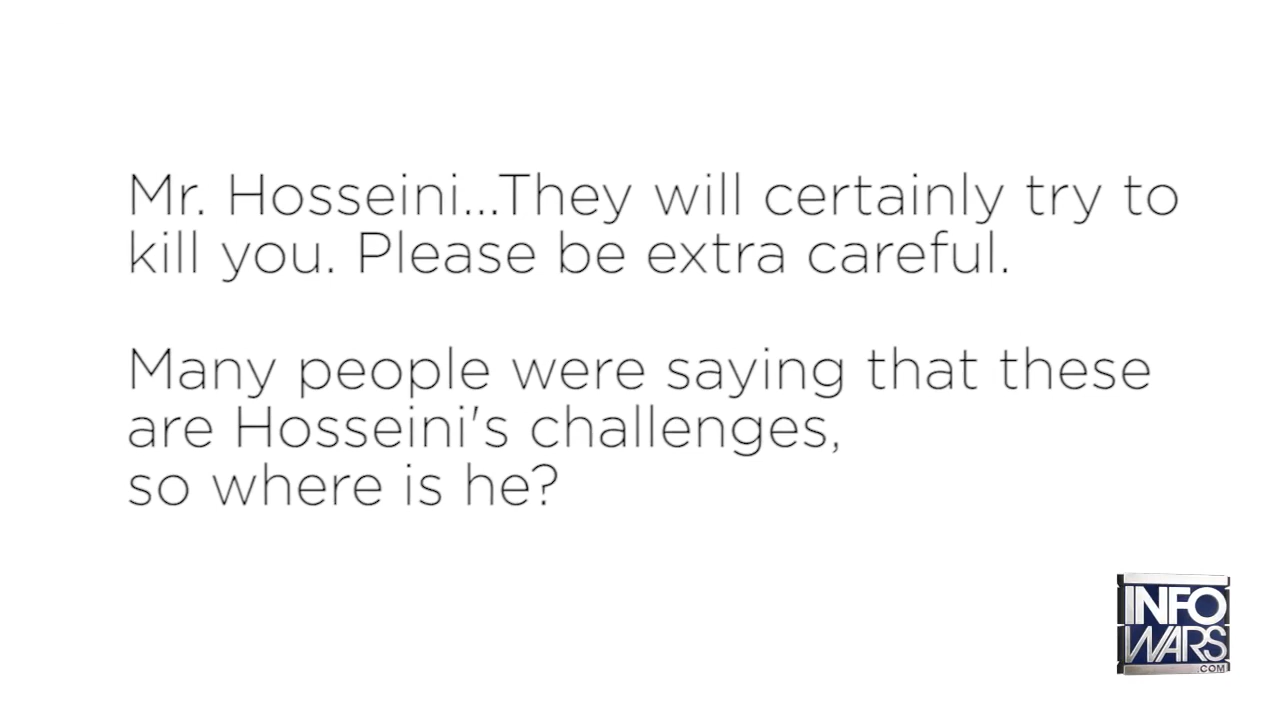 Mr. Hosseini...They will certainly try to
kill you. Please be extra careful.
Many people were saying that these
are Hosseini's challenges,
so where is he?
INFO
WARS
.COM